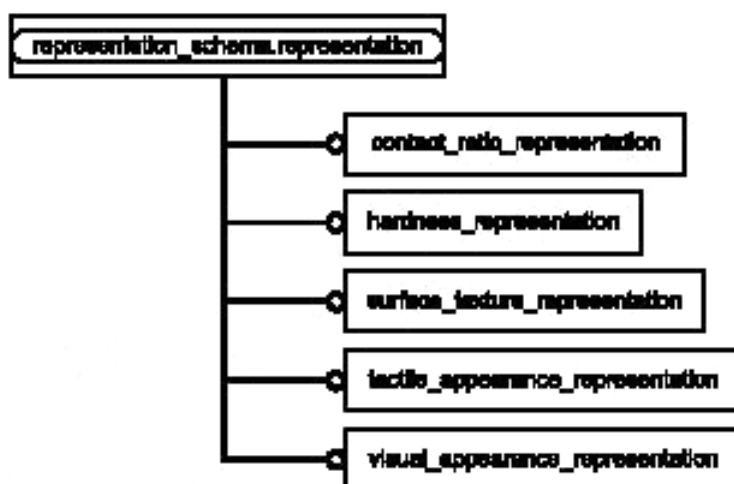 representation_schema.representation
contact_ratio_representation
hardness_representation
surface_texture_representation
tactile_appearance_representation
visual_appearance_representation